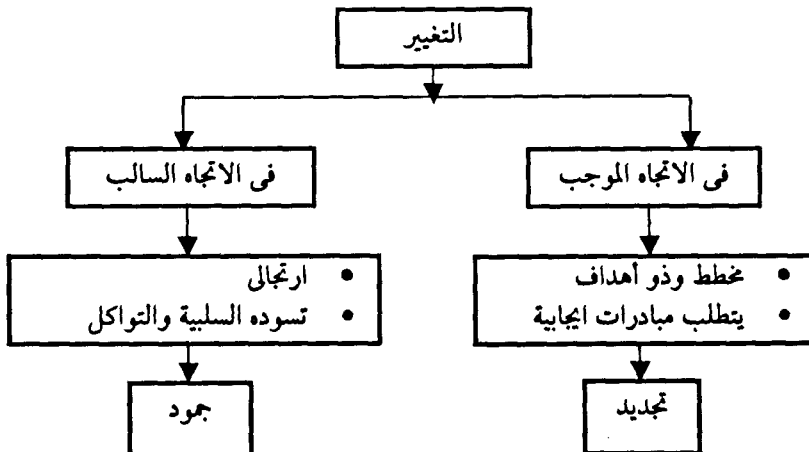 التغيير
فى الاتجاه الموجب
فى الاتجاه السالب
• مخطط وذو أهداف
• يتطلب مبادرات ايجابية
• ارتجالى
• تسوده السلبية والتواكل
تجديد
جمود